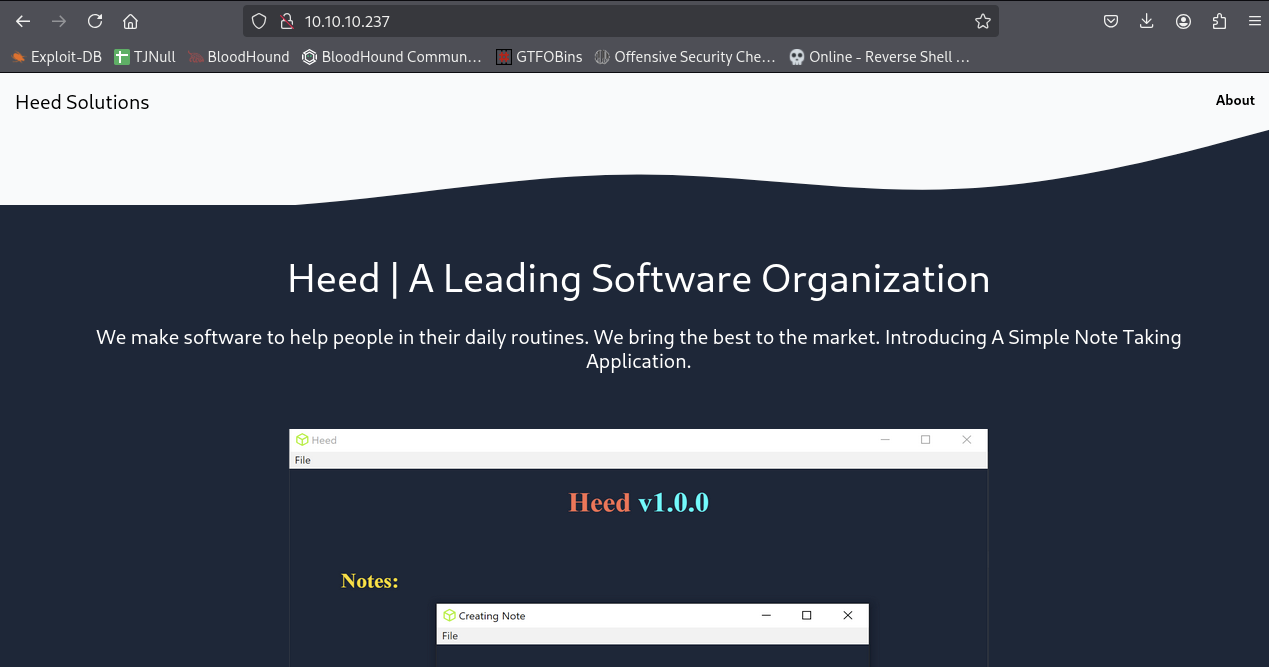 10.10.10.237
Exploit-DB TJNull BloodHound BloodHound Commun... GTFOBins Offensive Security Che... Online - Reverse Shell ...
Heed Solutions About
Heed | A Leading Software Organization
We make software to help people in their daily routines. We bring the best to the market. Introducing A Simple Note Taking
Application.
Heed
File
Heed v1.0.0
Notes:
Creating Note
File